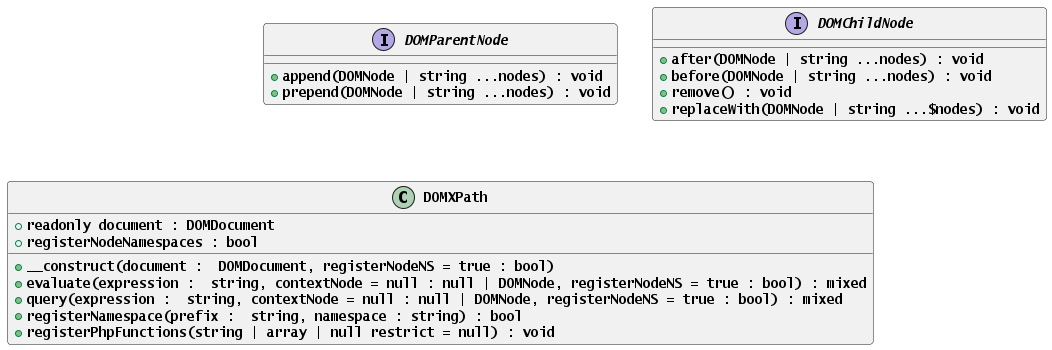 I DOMParentNode
append(DOMNode | string ...nodes) : void
prepend(DOMNode | string ...nodes) : void
I DOMChildNode
after(DOMNode | string ...nodes) : void
before(DOMNode | string ...nodes) : void
remove() : void
replaceWith(DOMNode | string ...$nodes) : void
C DOMXPath
readonly document : DOMDocument
registerNodeNamespaces : bool
__construct(document :  DOMDocument, registerNodeNS = true : bool)
evaluate(expression :  string, contextNode = null : null | DOMNode, registerNodeNS = true : bool) : mixed
query(expression :  string, contextNode = null : null | DOMNode, registerNodeNS = true : bool) : mixed
registerNamespace(prefix :  string, namespace : string) : bool
registerPhpFunctions(string | array | null restrict = null) : void